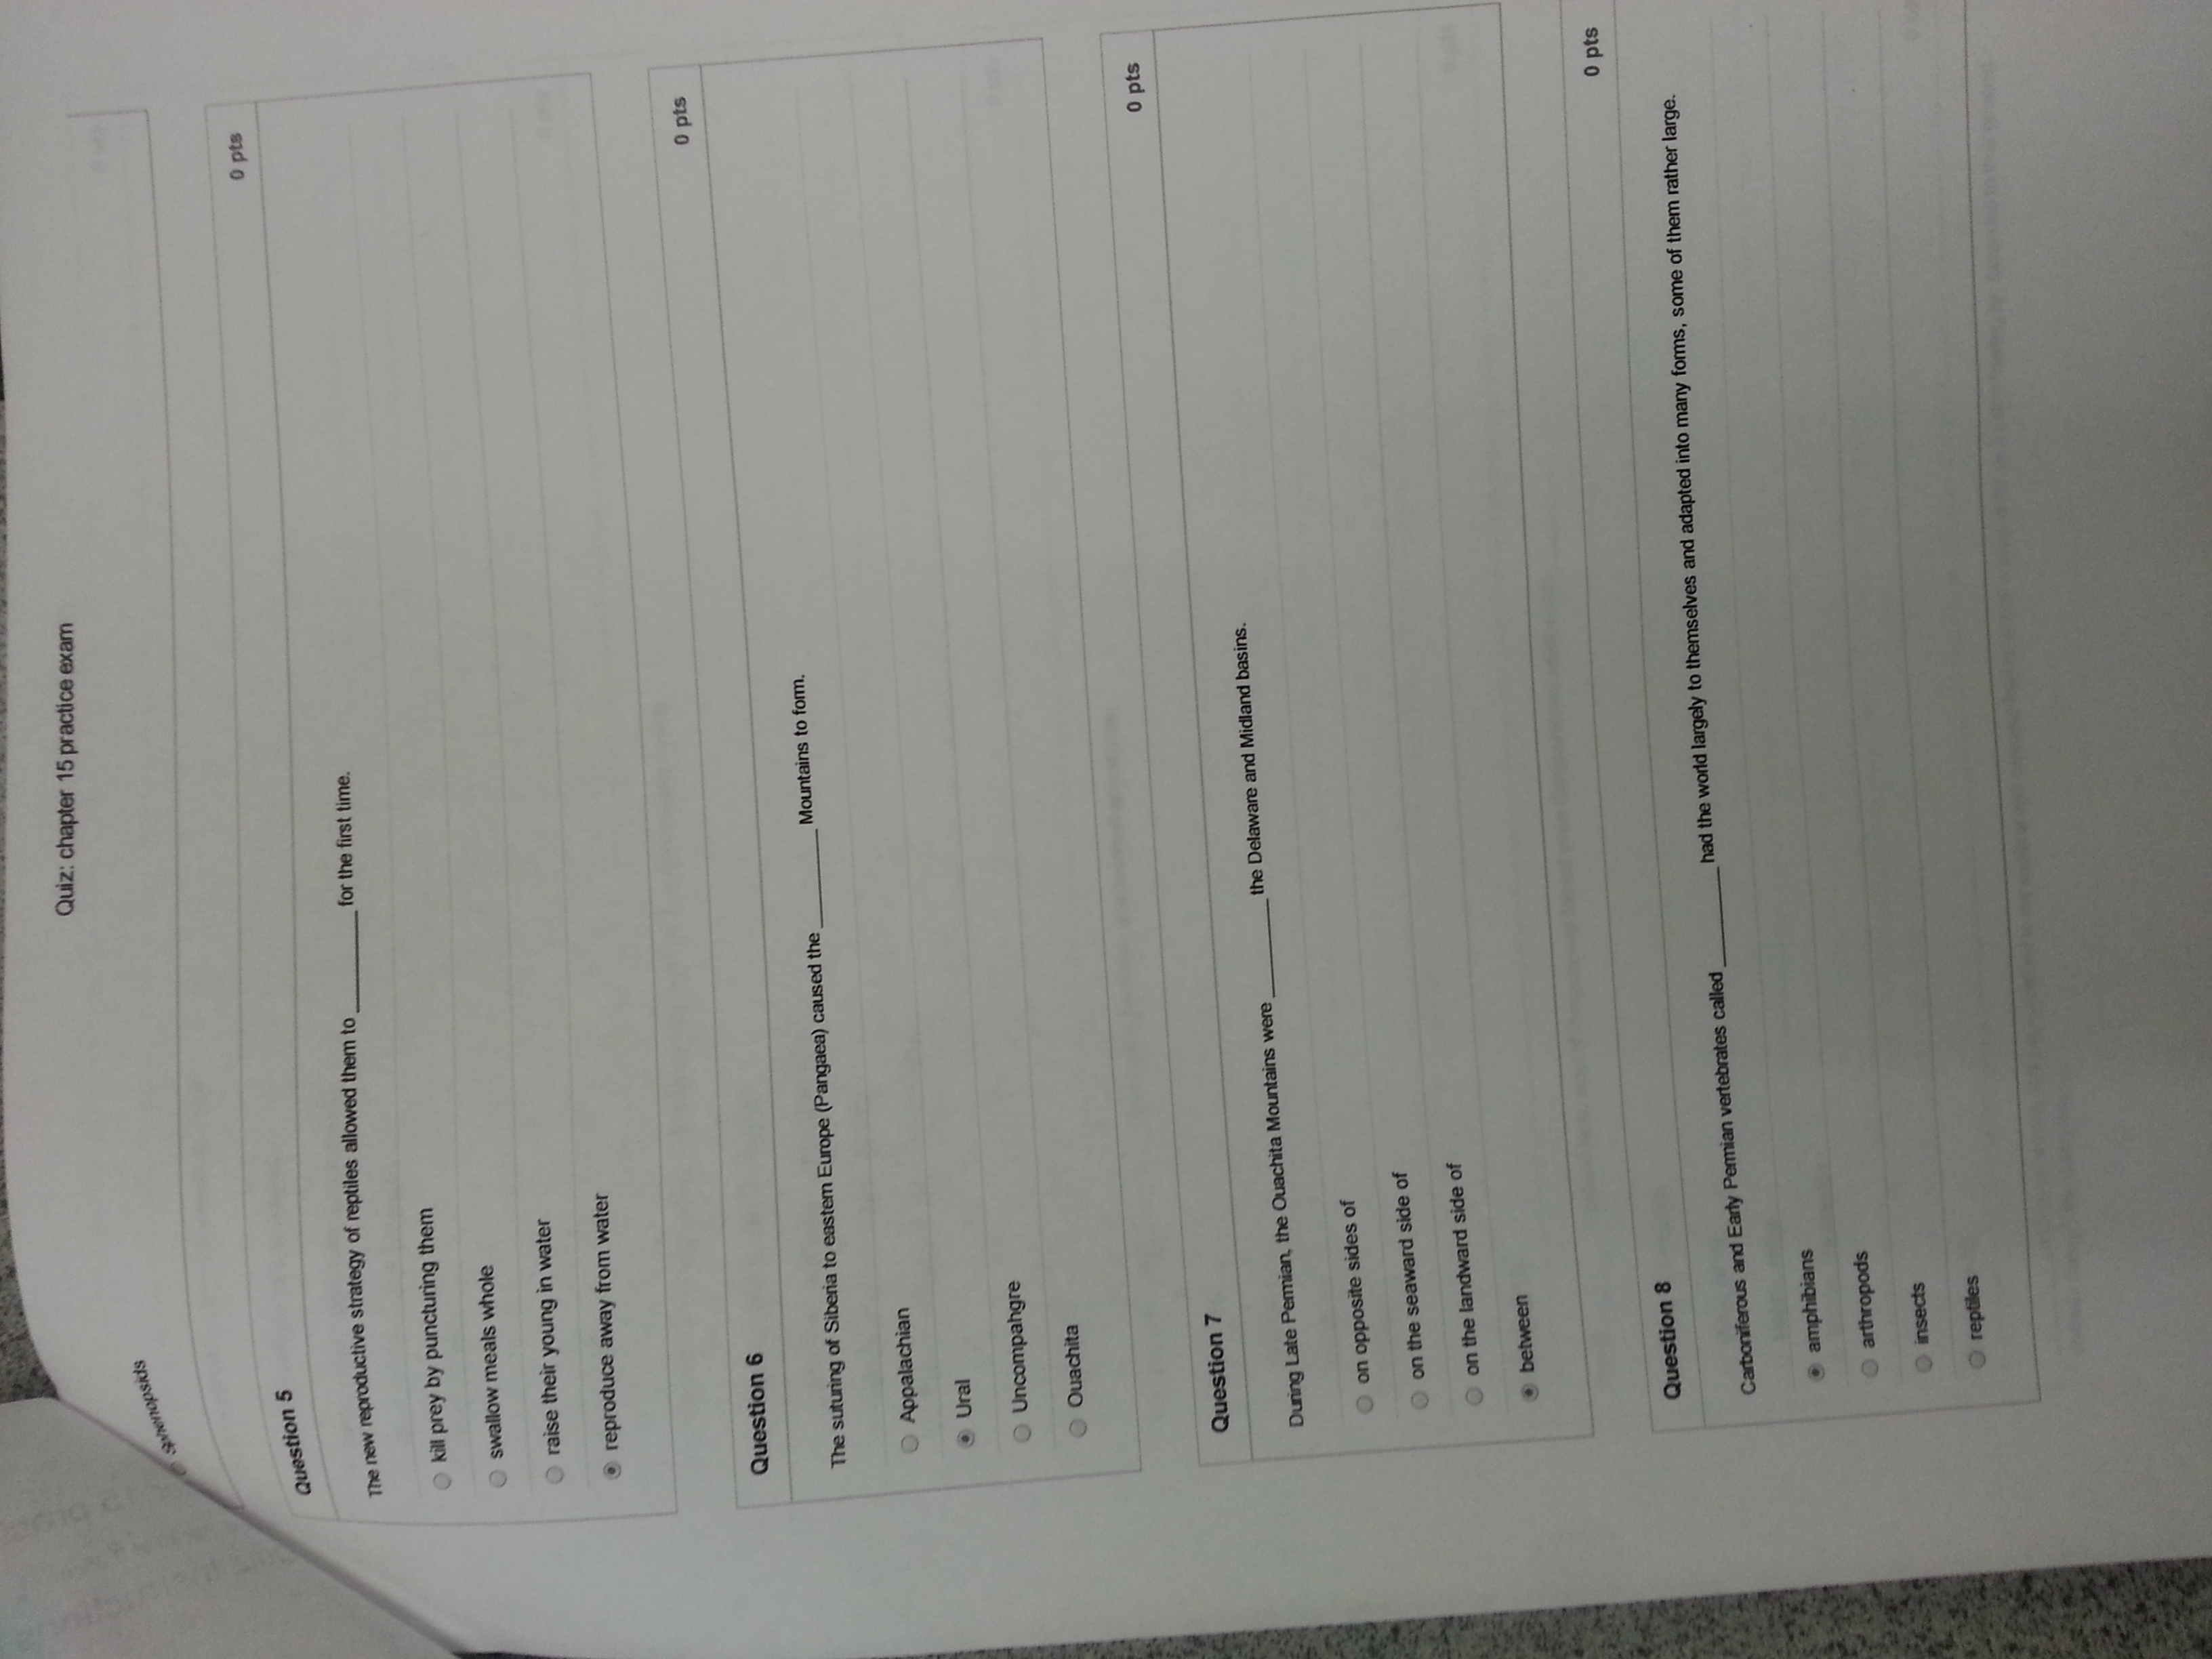 Quiz: chapter 15 practice exam
Sphenopsids
Question 5
0 pts
The new reproductive strategy of reptiles allowed them to __________ for the first time.
kill prey by puncturing them
swallow meals whole
raise their young in water
reproduce away from water
Question 6
0 pts
The suturing of Siberia to eastern Europe (Pangaea) caused the __________ Mountains to form.
Appalachian
Ural
Uncompahgre
Ouachita
Question 7
0 pts
During Late Permian, the Ouachita Mountains were __________ the Delaware and Midland basins.
on opposite sides of
on the seaward side of
on the landward side of
between
Question 8
0 pts
Carboniferous and Early Permian vertebrates called __________ had the world largely to themselves and adapted into many forms, some of them rather large.
amphibians
arthropods
insects
reptiles